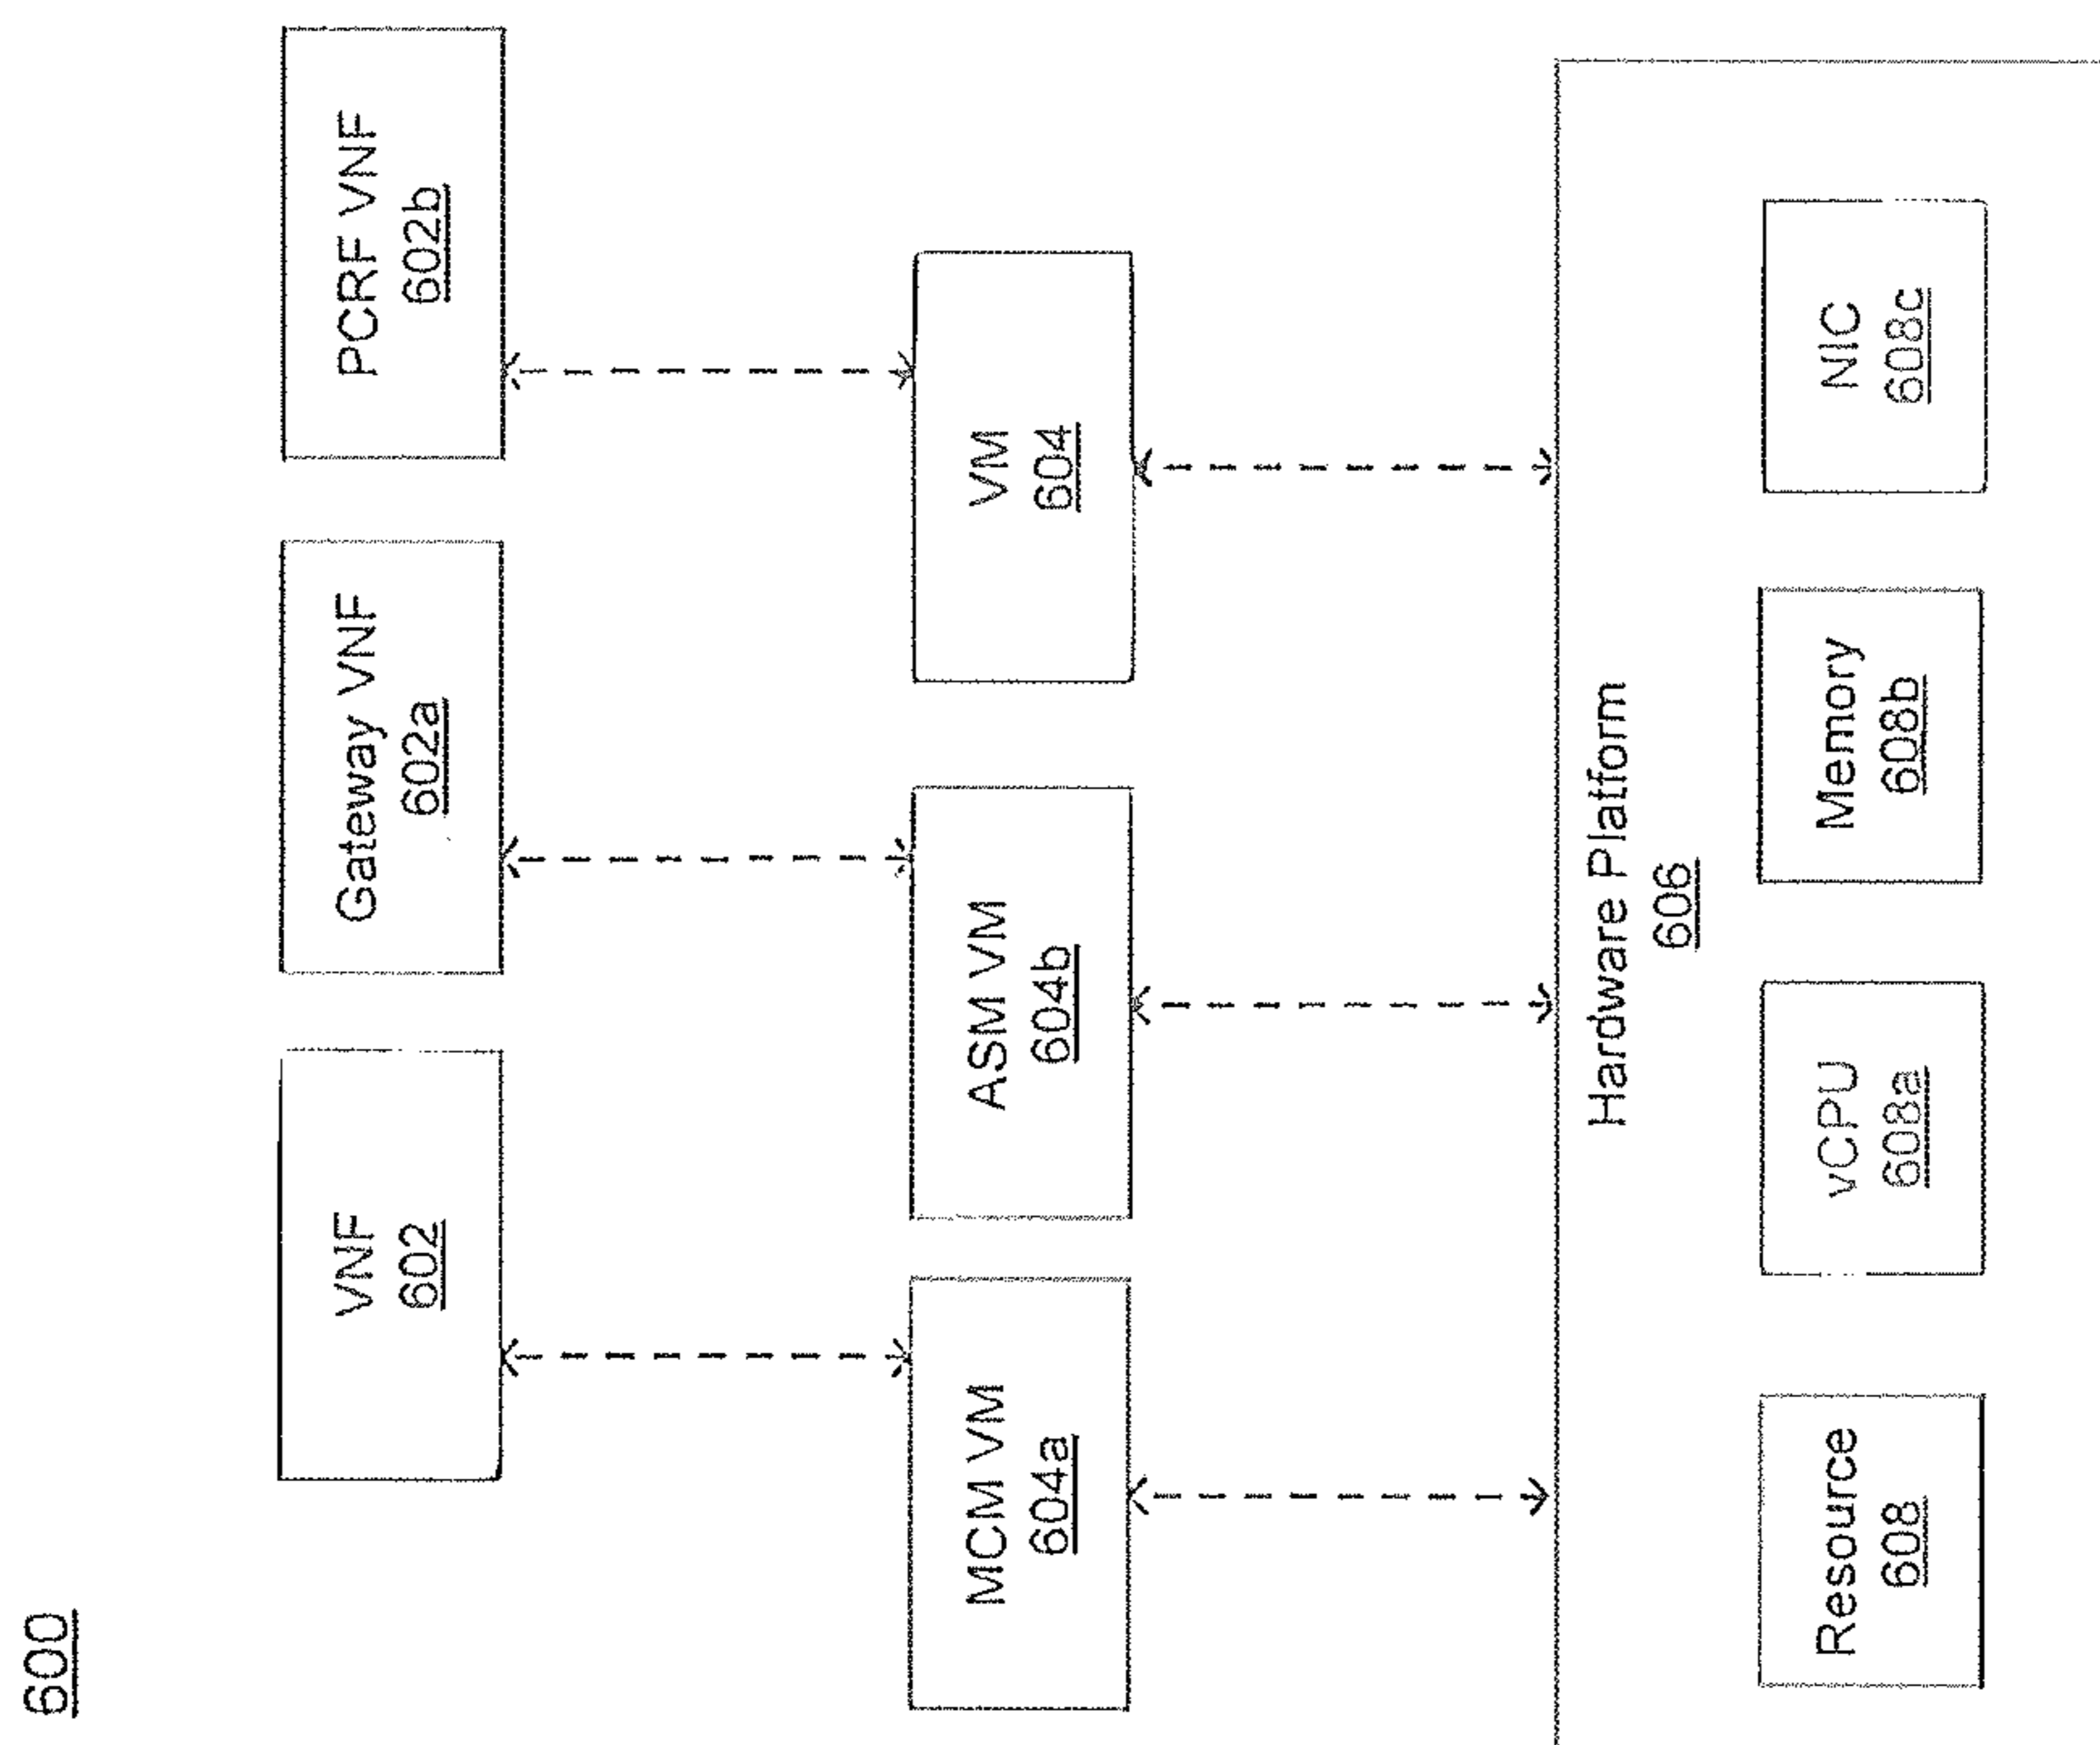 600
VNF
602
Gateway VNF
602a
PCRF VNF
602b
MCM VM
604a
ASM VM
604b
VM
604
Hardware Platform
606
Resource
608
vCPU
608a
Memory
608b
NIC
608c